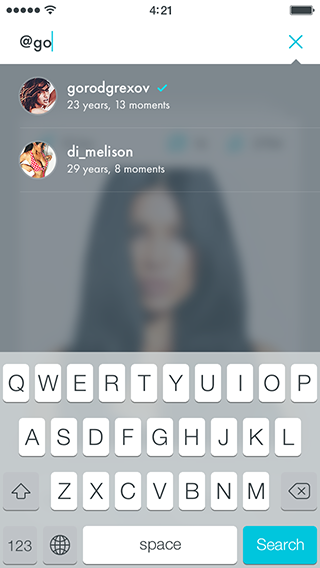 4:21
@go
gorodgrexov
23 years, 13 moments
di_melison
29 years, 8 moments
Q W E R T Y U I O P
A S D F G H J K L
Z X C V B N M
123 space Search